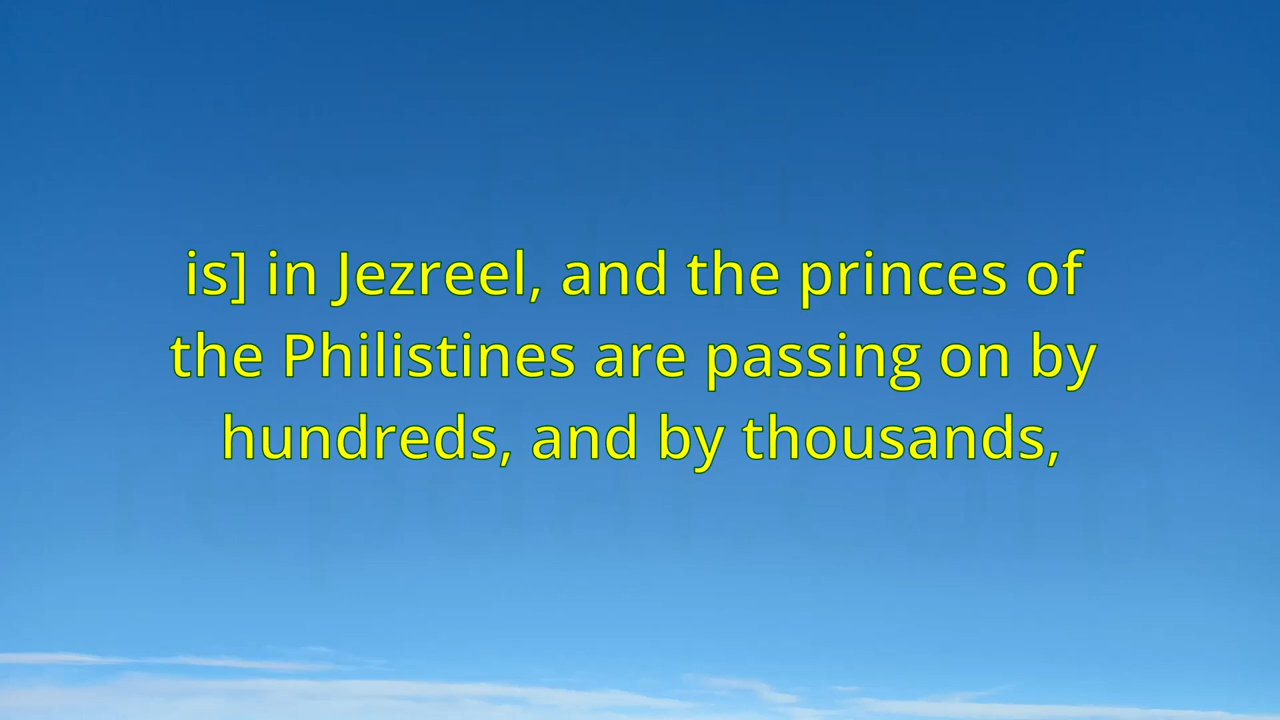 is] in Jezreel, and the princes of
the Philistines are passing on by
hundreds, and by thousands,